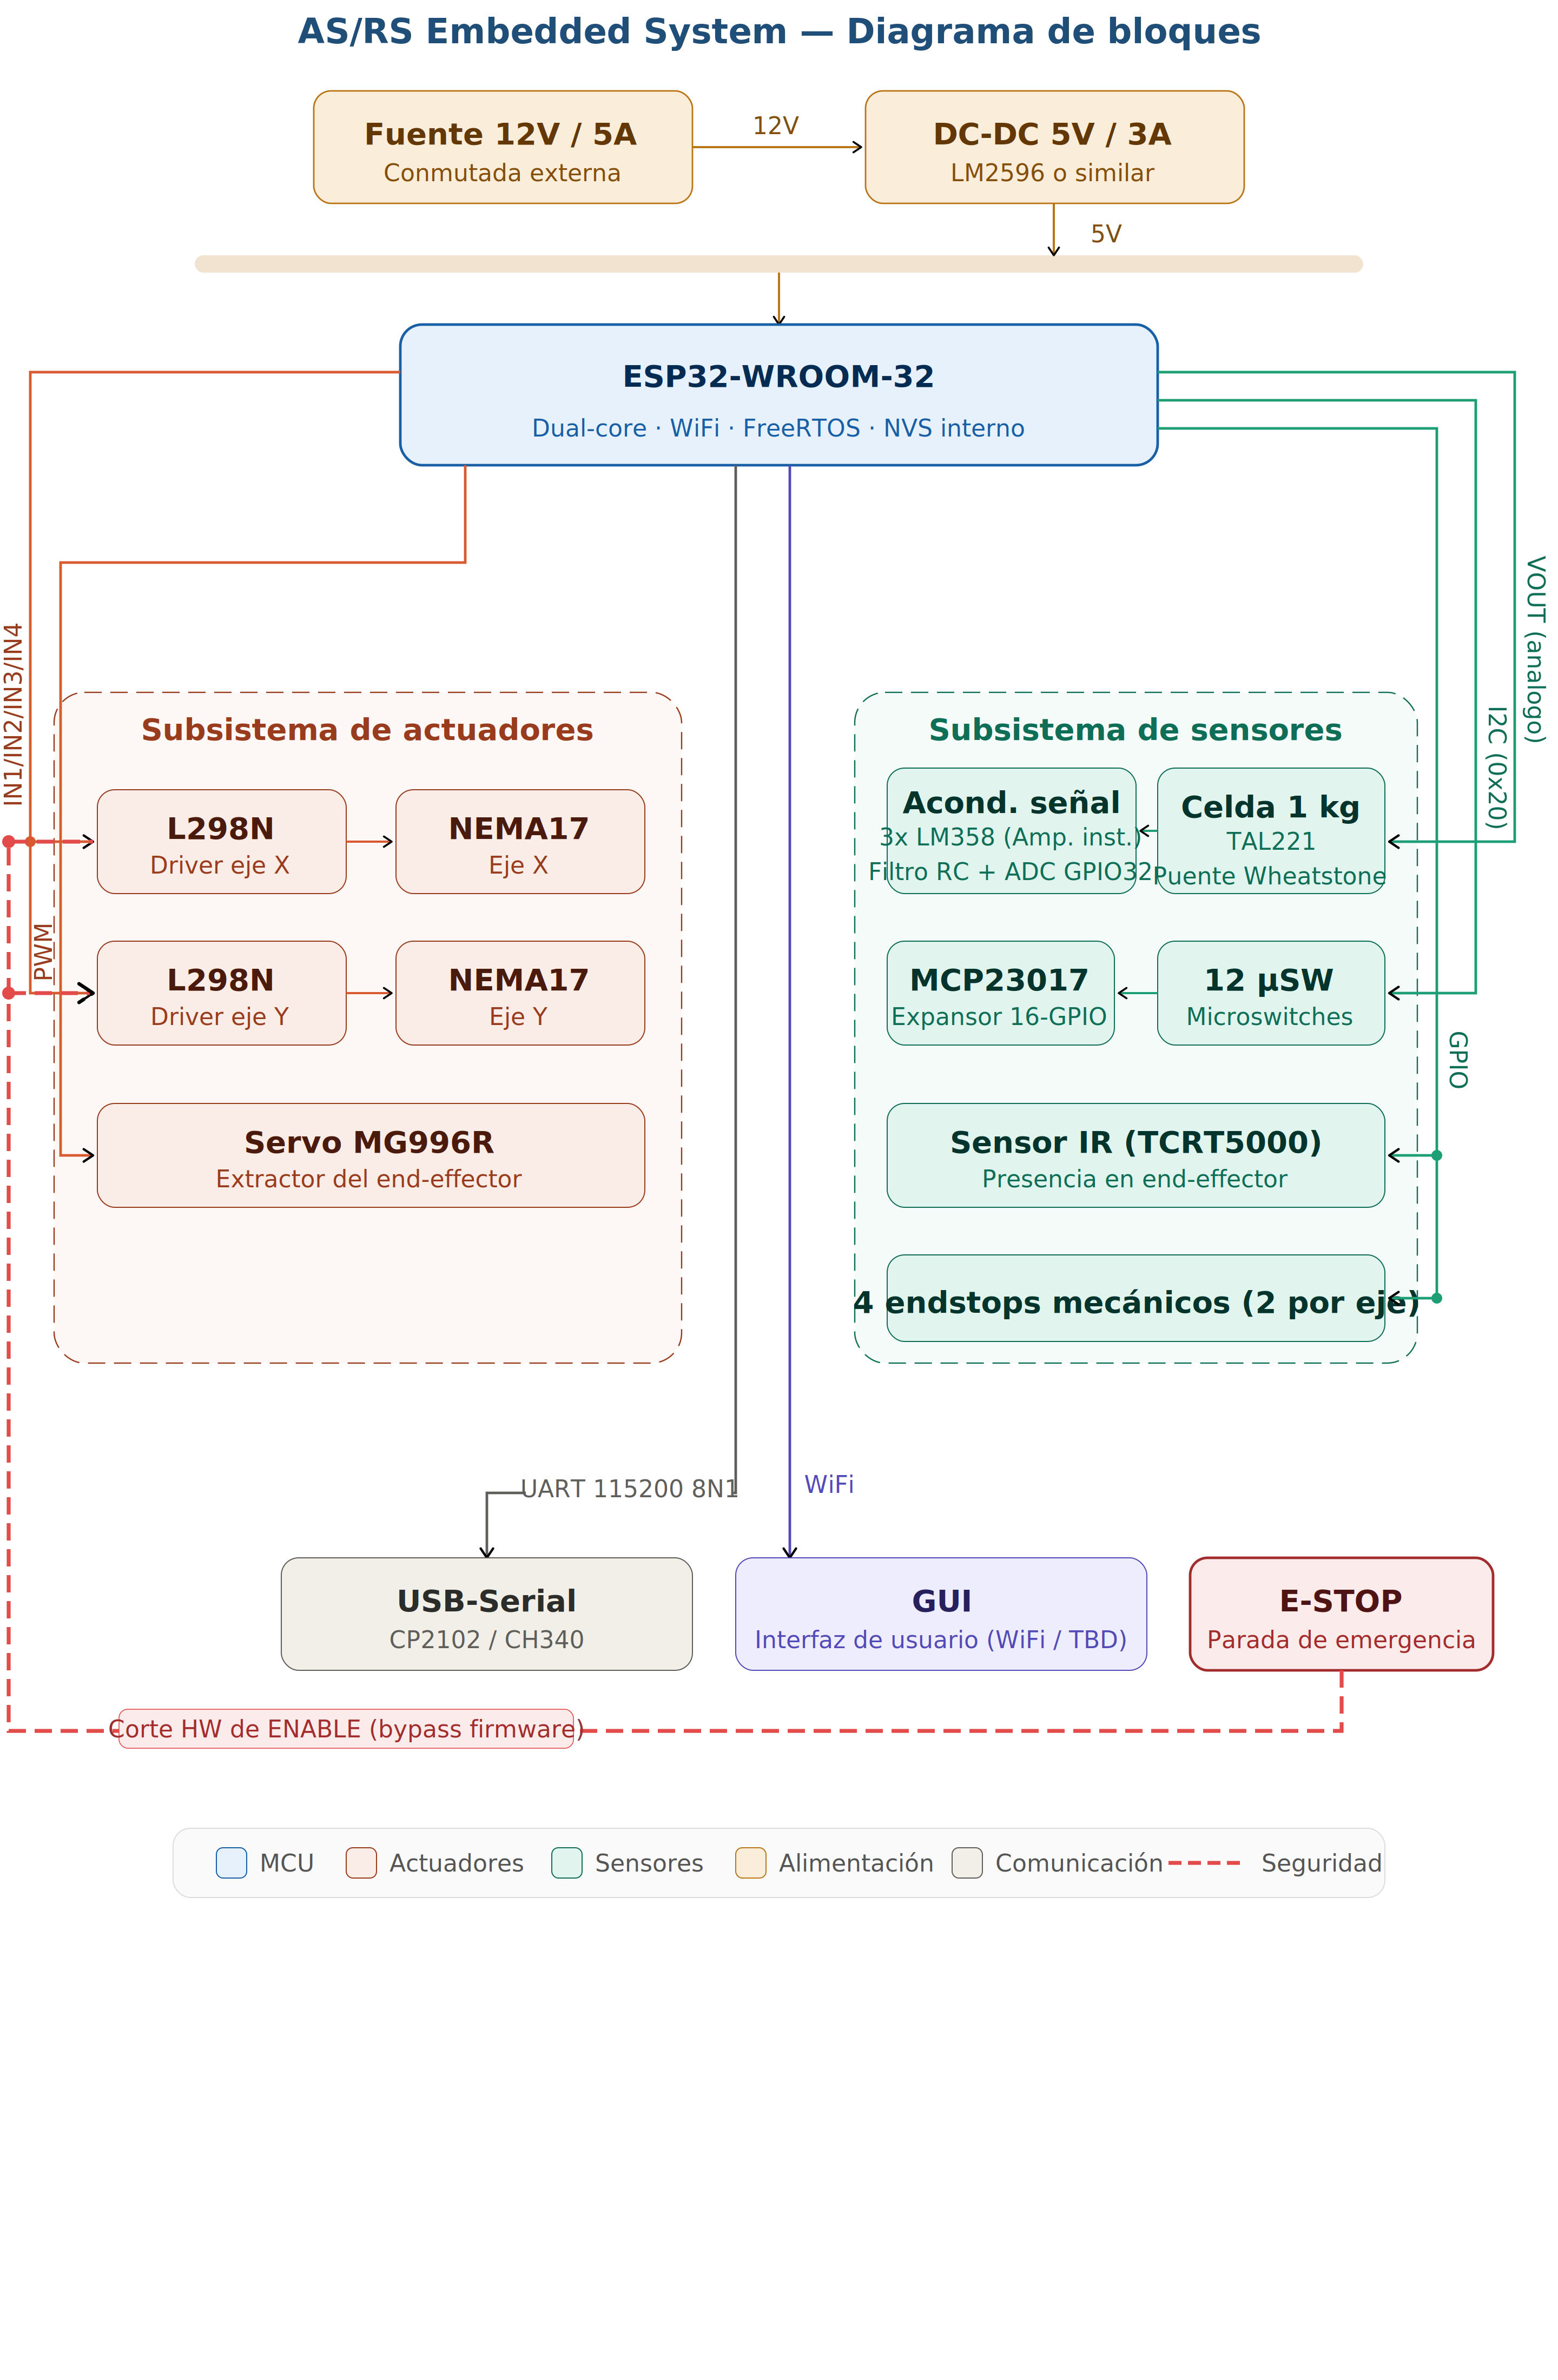 AS/RS Embedded System — Diagrama de bloques
Fuente 12V / 5A
Conmutada externa
12V
DC-DC 5V / 3A
LM2596 o similar
5V
ESP32-WROOM-32
Dual-core · WiFi · FreeRTOS · NVS interno
IN1/IN2/IN3/IN4
PWM
Subsistema de actuadores
L298N
Driver eje X
NEMA17
Eje X
L298N
Driver eje Y
NEMA17
Eje Y
Servo MG996R
Extractor del end-effector
Subsistema de sensores
Acond. señal
3x LM358 (Amp. inst.)
Filtro RC + ADC GPIO32
Celda 1 kg
TAL221
Puente Wheatstone
MCP23017
Expansor 16-GPIO
12 µSW
Microswitches
Sensor IR (TCRT5000)
Presencia en end-effector
4 endstops mecánicos (2 por eje)
VOUT (analogo)
I2C (0x20)
GPIO
UART 115200 8N1
WiFi
USB-Serial
CP2102 / CH340
GUI
Interfaz de usuario (WiFi / TBD)
E-STOP
Parada de emergencia
Corte HW de ENABLE (bypass firmware)
MCU
Actuadores
Sensores
Alimentación
Comunicación
Seguridad